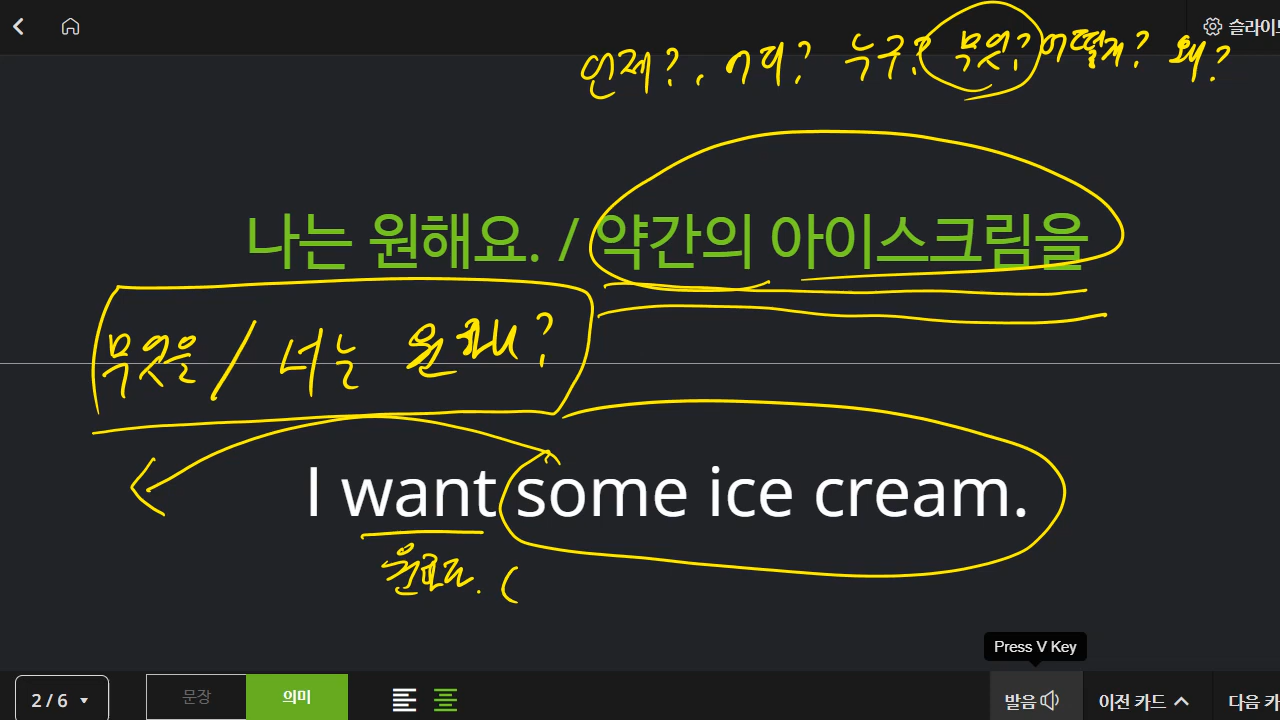 슬라이드
언제?, 어디? 누구? 무엇? 어떻게? 왜?
나는 원해요. / 약간의 아이스크림을
무엇을 / 너는 원하니?
I want some ice cream.
Press V Key
2 / 6 문장 의미 발음 이전 카드 다음 카